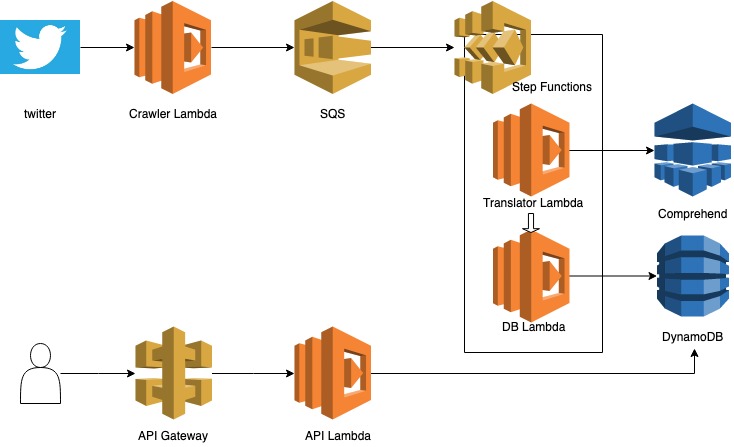 twitter
Crawler Lambda
SQS
Step Functions
Translator Lambda
Comprehend
DB Lambda
DynamoDB
API Gateway
API Lambda